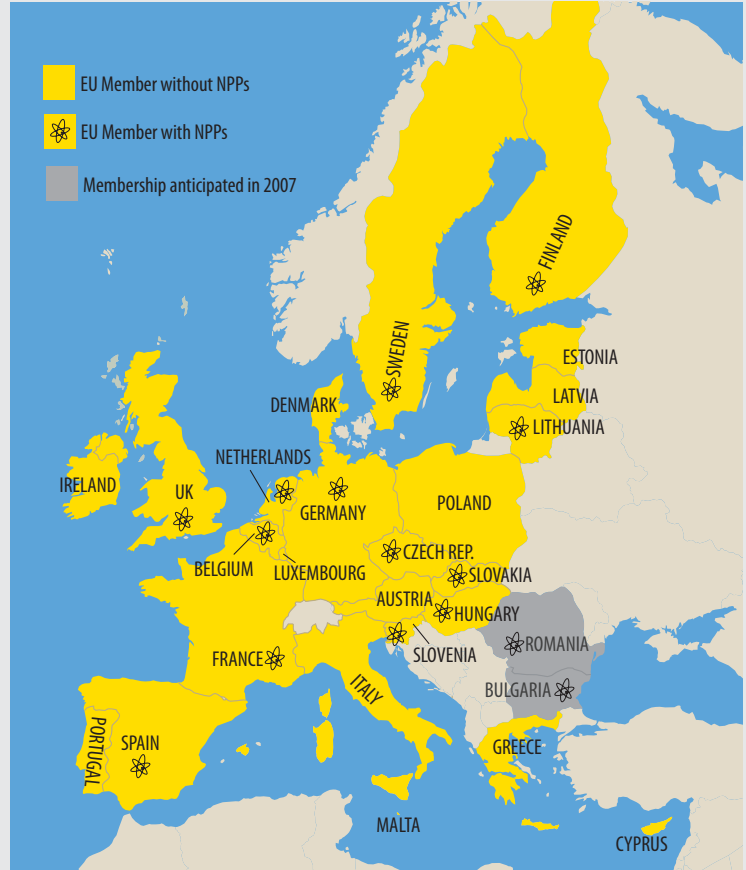 EU Member without NPPs
EU Member with NPPs
Membership anticipated in 2007
FINLAND
SWEDEN
ESTONIA
LATVIA
DENMARK
LITHUANIA
NETHERLANDS
IRELAND
UK
GERMANY
POLAND
CZECH REP.
BELGIUM
LUXEMBOURG
SLOVAKIA
AUSTRIA
HUNGARY
ROMANIA
SLOVENIA
FRANCE
ITALY
BULGARIA
PORTUGAL
SPAIN
GREECE
MALTA
CYPRUS